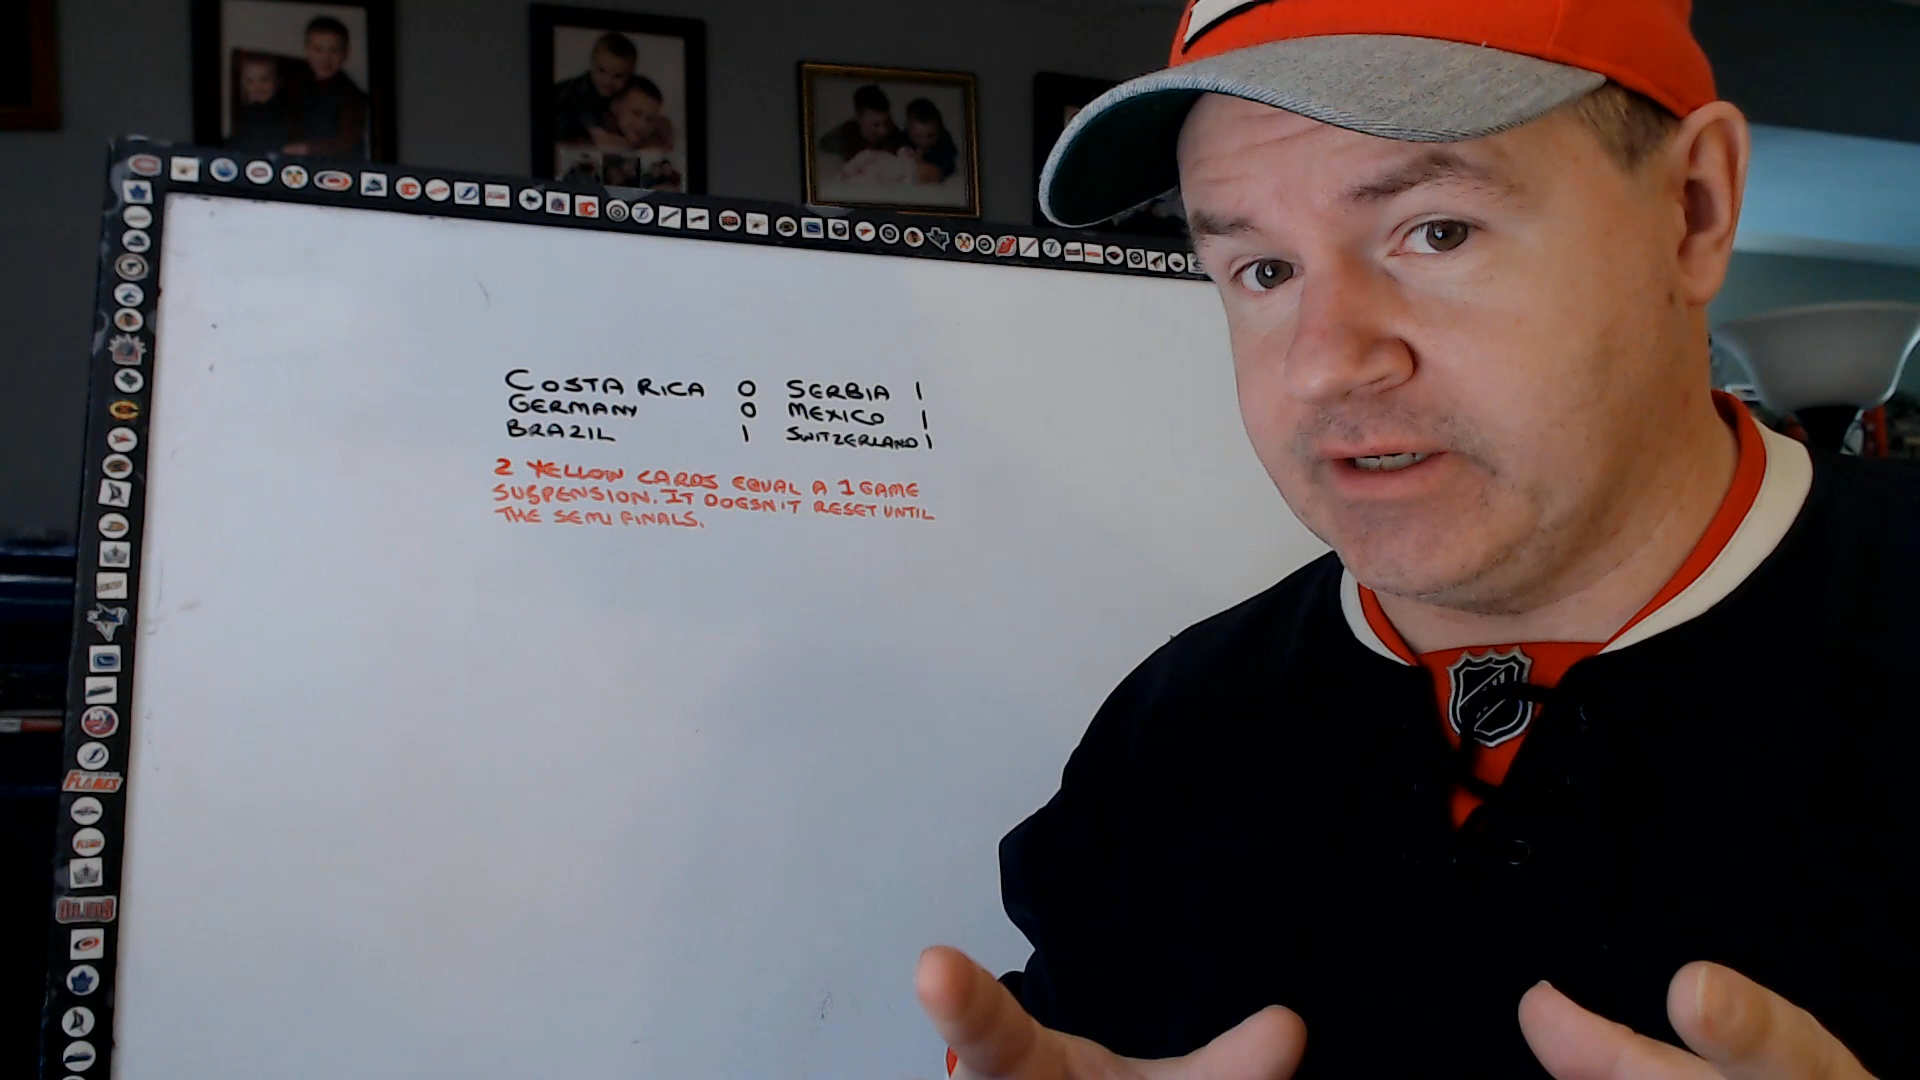 COSTA RICA 0 SERBIA 1
GERMANY 0 MEXICO 1
BRAZIL 1 SWITZERLAND 1
2 YELLOW CARDS EQUAL A 1 GAME
SUSPENSION. IT DOESN'T RESET UNTIL
THE SEMI FINALS.
FLAMES